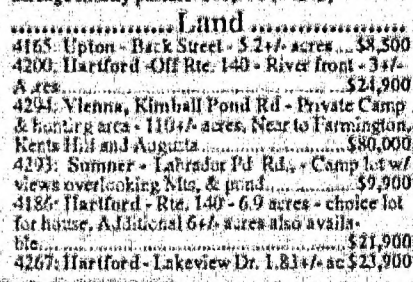 Land
4165: Upton - Back Street - 5.2+/- acres ... $8,500
4200: Hartford -Off Rte. 140 - River front - 3+/-
Acres ... $24,900
4294: Vienna, Kimball Pond Rd - Private Camp
& hunting area - 110+/- acres, Near to Farmington,
Kents Hill and Augusta ... $80,000
4293: Sumner - Labrador Pd Rd., - Camp lot w/
views overlooking Mts, & pond ... $9,900
4186: Hartford - Rte. 140 - 6.9 acres - choice lot
for house, Additional 6+/- acres also availa-
ble ... $21,900
4267: Hartford - Lakeview Dr. 1.83+/- ac $23,900